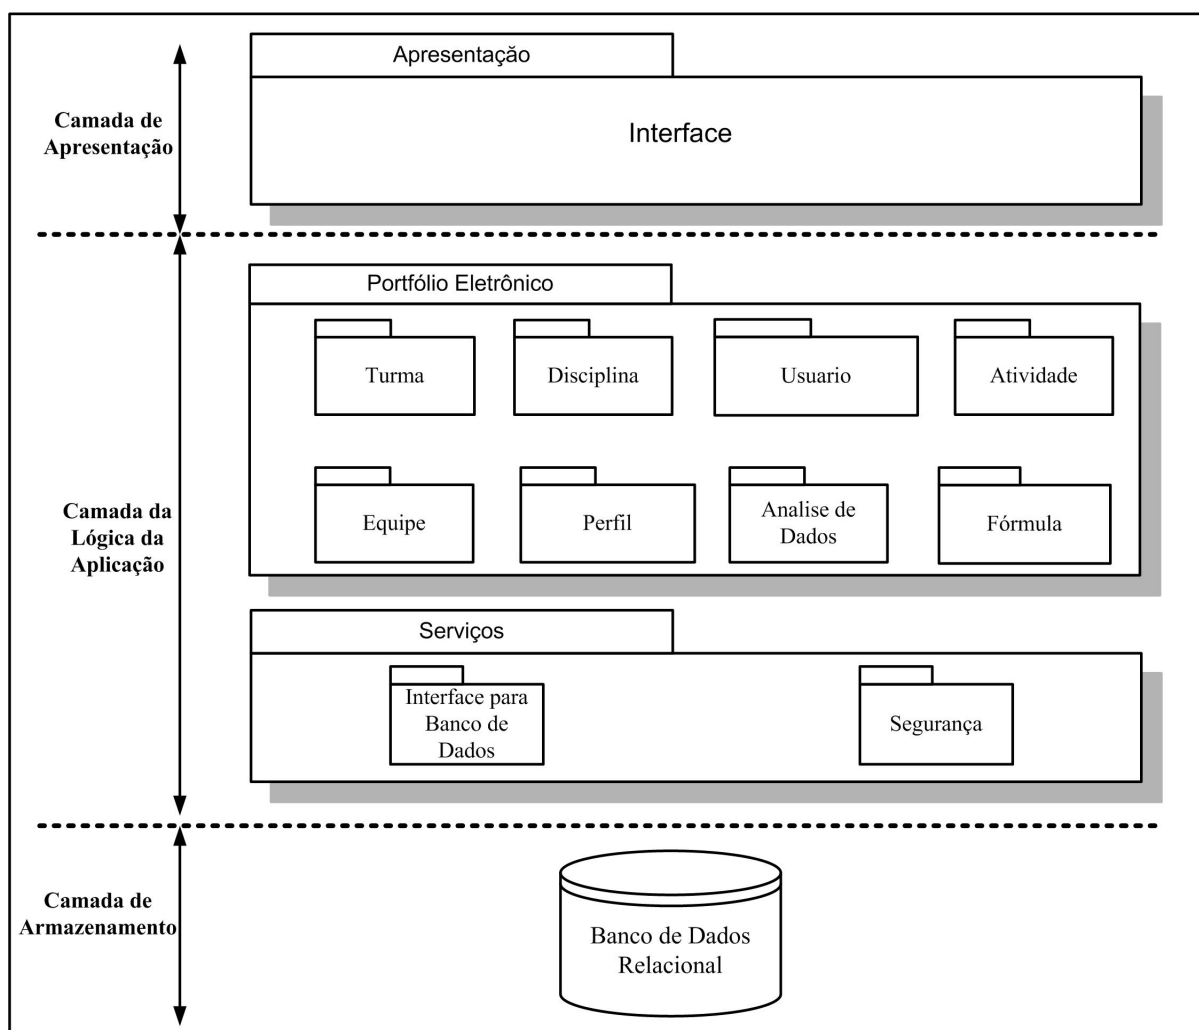 Apresentação
Camada de
Apresentação
Interface
Portfólio Eletrônico
Turma
Disciplina
Usuario
Atividade
Camada da
Lógica da
Aplicação
Equipe
Perfil
Analise de
Dados
Fórmula
Serviços
Interface para
Banco de
Dados
Segurança
Camada de
Armazenamento
Banco de Dados
Relacional